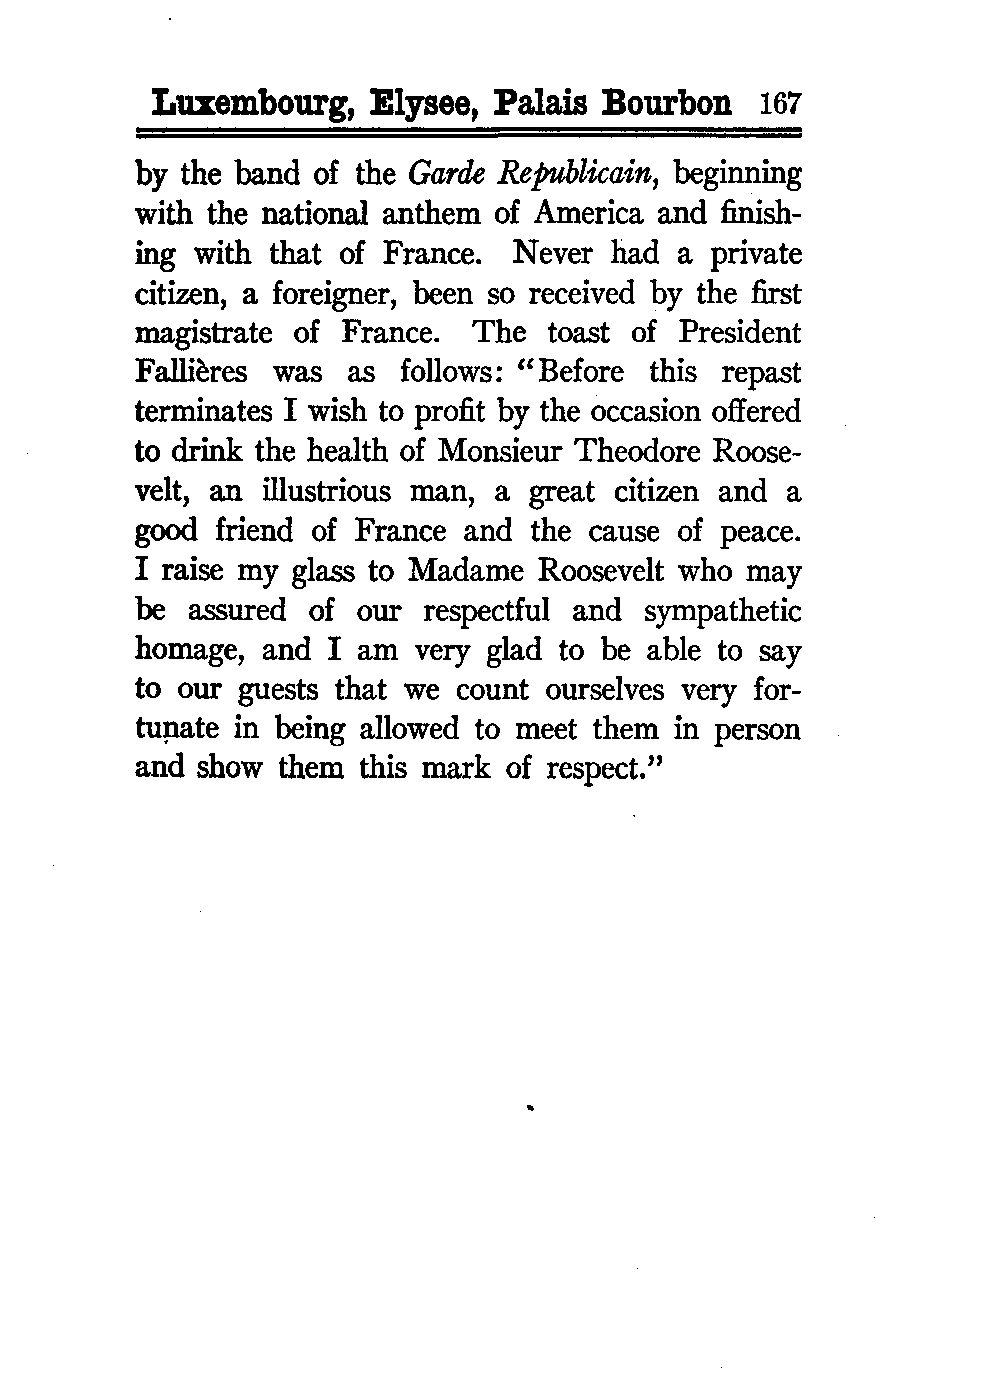 Luxembourg, Elysee, Palais Bourbon 167
by the band of the Garde Republicain, beginning
with the national anthem of America and finish-
ing with that of France. Never had a private
citizen, a foreigner, been so received by the first
magistrate of France. The toast of President
Fallières was as follows: “Before this repast
terminates I wish to profit by the occasion offered
to drink the health of Monsieur Theodore Roose-
velt, an illustrious man, a great citizen and a
good friend of France and the cause of peace.
I raise my glass to Madame Roosevelt who may
be assured of our respectful and sympathetic
homage, and I am very glad to be able to say
to our guests that we count ourselves very for-
tunate in being allowed to meet them in person
and show them this mark of respect.”